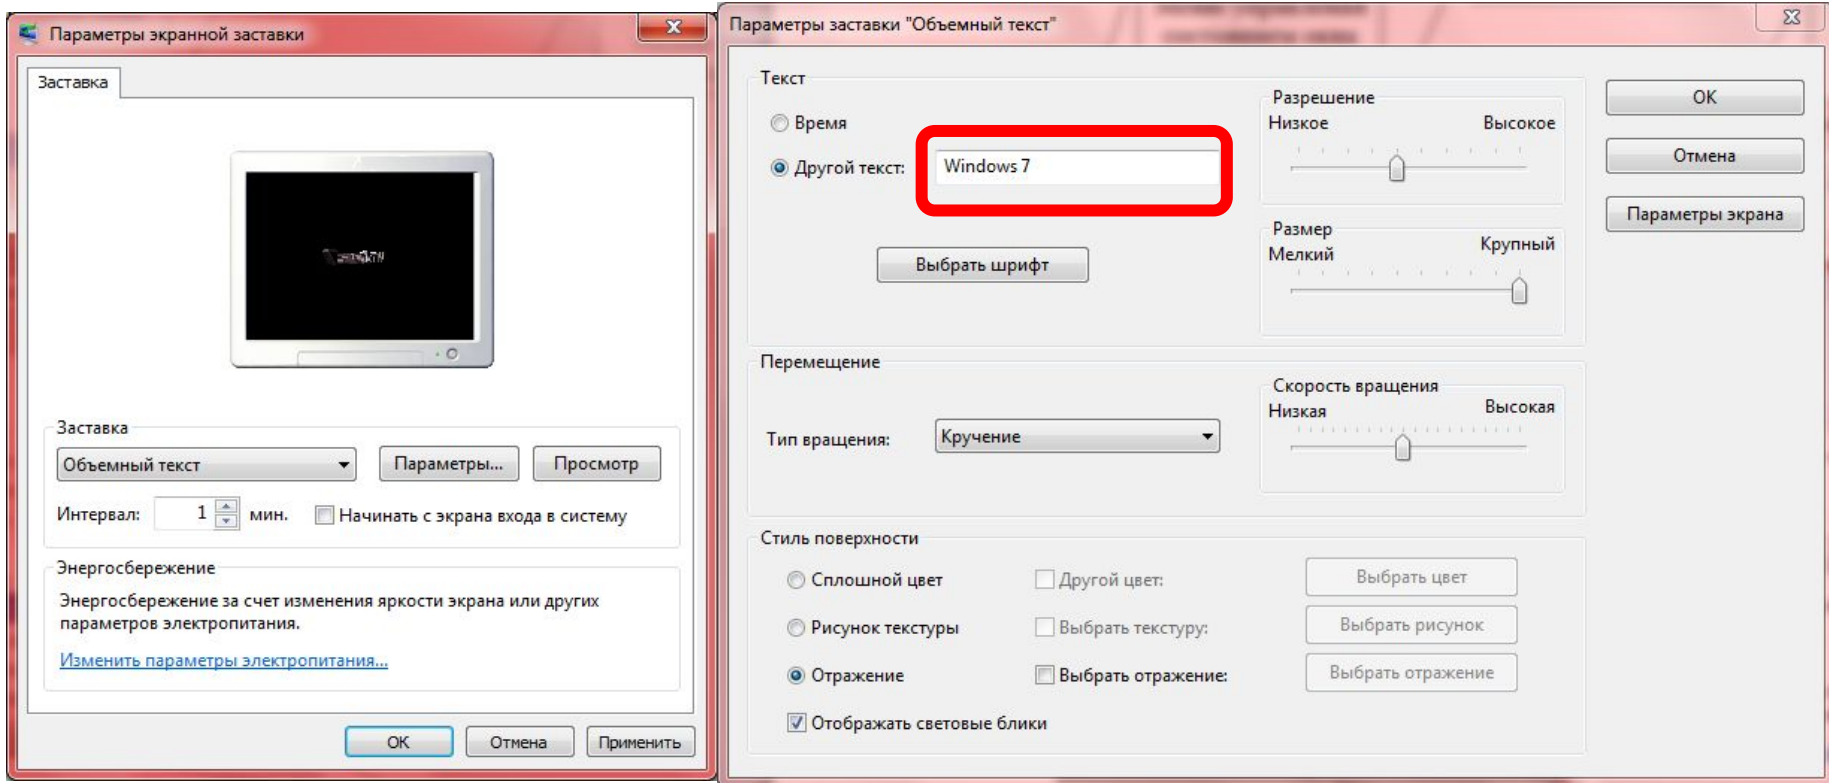 Параметры экранной заставки
Заставка
Заставка
Объемный текст
Параметры...
Просмотр
Интервал:
1
мин.
Начинать с экрана входа в систему
Энергосбережение
Энергосбережение за счет изменения яркости экрана или других
параметров электропитания.
Изменить параметры электропитания...
ОК
Отмена
Применить
Параметры заставки "Объемный текст"
Текст
Время
Другой текст:
Windows 7
Выбрать шрифт
Разрешение
Низкое
Высокое
Размер
Мелкий
Крупный
ОК
Отмена
Параметры экрана
Перемещение
Тип вращения:
Кручение
Скорость вращения
Низкая
Высокая
Стиль поверхности
Сплошной цвет
Другой цвет:
Выбрать цвет
Рисунок текстуры
Выбрать текстуру:
Выбрать рисунок
Отражение
Выбрать отражение:
Выбрать отражение
Отображать световые блики